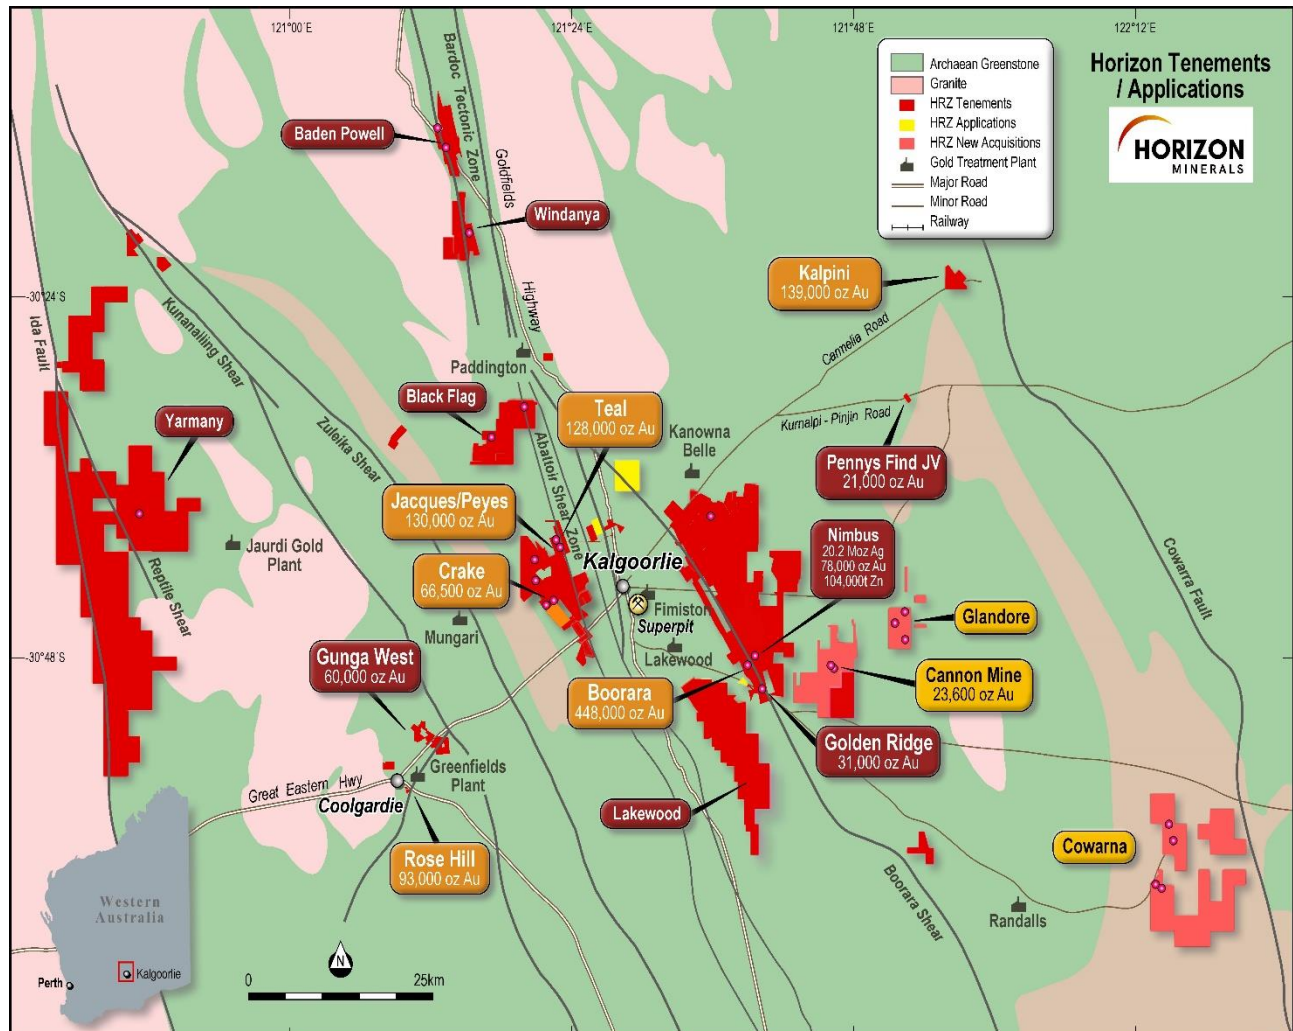 121°00'E
121°24'E
121°48'E
122°12'E
Archaean Greenstone
Granite
HRZ Tenements
HRZ Applications
HRZ New Acquisitions
Gold Treatment Plant
Major Road
Minor Road
Railway
Horizon Tenements
/ Applications
HORIZON
MINERALS
Bardoc Tectonic Zone
Baden Powell
Goldfields
Highway
Windanya
Kalpini
139,000 oz Au
-30°24'S
Ida Fault
Kunanalling Shear
Carmelia Road
Paddington
Black Flag
Teal
128,000 oz Au
Kurnalpi - Pinjin Road
Yarmany
Zuleika Shear
Abattoir Shear Zone
Kanowna
Belle
Pennys Find JV
21,000 oz Au
Jacques/Peyes
130,000 oz Au
Nimbus
20.2 Moz Ag
78,000 oz Au
104,000t Zn
Jaurdi Gold
Plant
Reptile Shear
Kalgoorlie
Cowarra Fault
Crake
66,500 oz Au
Fimiston
Superpit
Glandore
Mungari
Lakewood
-30°48'S
Gunga West
60,000 oz Au
Cannon Mine
23,600 oz Au
Boorara
448,000 oz Au
Golden Ridge
31,000 oz Au
Greenfields
Plant
Great Eastern Hwy
Coolgardie
Lakewood
Rose Hill
93,000 oz Au
Cowarna
Boorara Shear
Randalls
Western
Australia
Perth
Kalgoorlie
N
0
25km